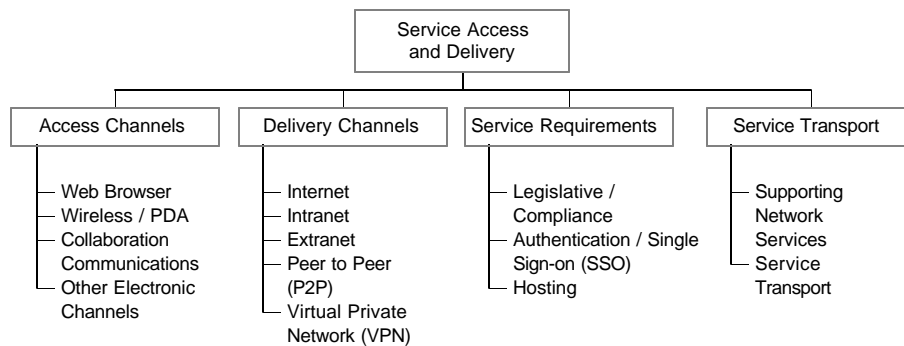 Service Access
and Delivery
Access Channels
Delivery Channels
Service Requirements
Service Transport
Web Browser
Wireless / PDA
Collaboration
Communications
Other Electronic
Channels
Internet
Intranet
Extranet
Peer to Peer
(P2P)
Virtual Private
Network (VPN)
Legislative /
Compliance
Authentication / Single
Sign-on (SSO)
Hosting
Supporting
Network
Services
Service
Transport